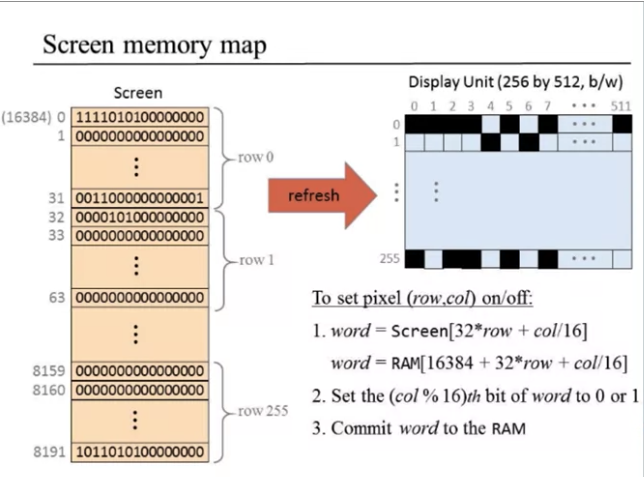 Screen memory map
Screen
(16384) 0 1111010100000000
1 0000000000000000
⋮
31 0011000000000001
row 0
32 0000101000000000
33 0000000000000000
⋮
63 0000000000000000
row 1
⋮
8159 0000000000000000
8160 0000000000000000
⋮
8191 1011010100000000
row 255
refresh
Display Unit (256 by 512, b/w)
0 1 2 3 4 5 6 7 ··· 511
0 ···
1 ···
⋮ ⋮
255 ···
To set pixel (row,col) on/off:
1. word = Screen[32*row + col/16]
word = RAM[16384 + 32*row + col/16]
2. Set the (col % 16)th bit of word to 0 or 1
3. Commit word to the RAM